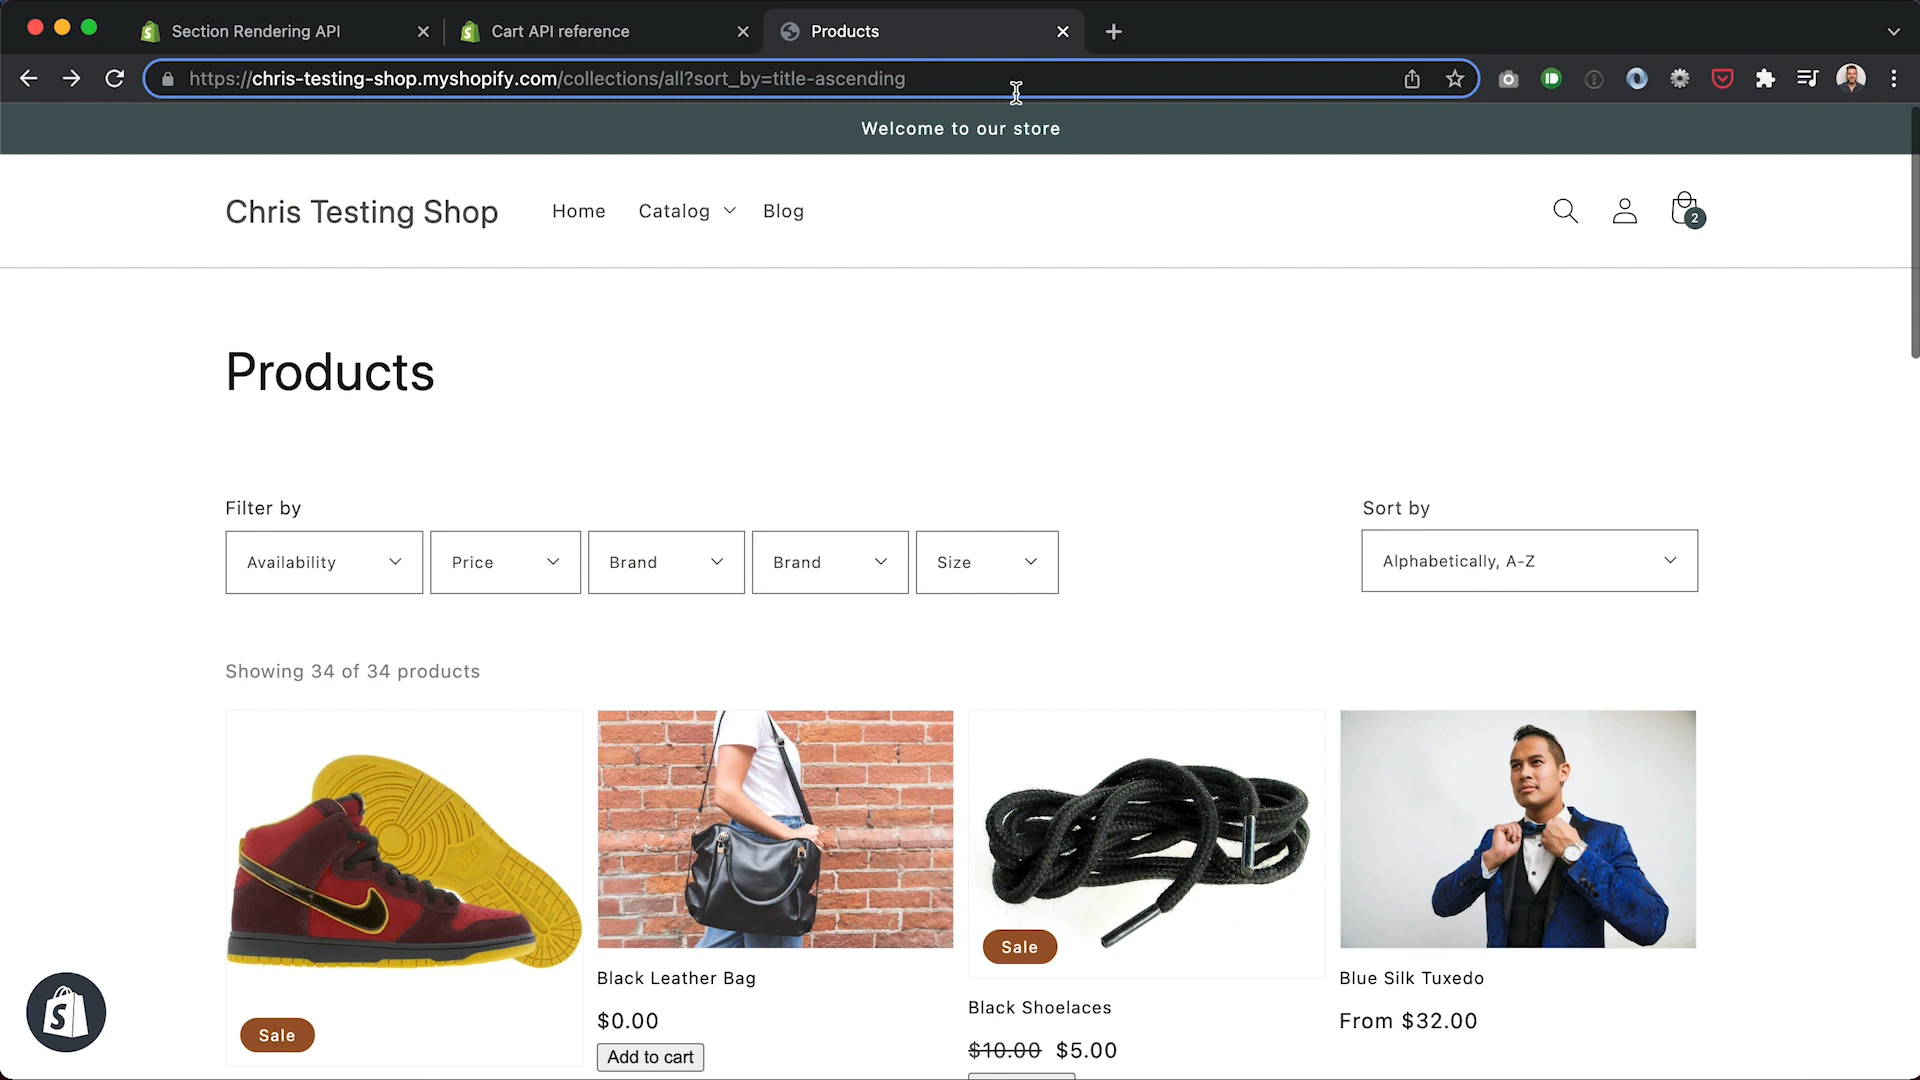 Section Rendering API
Cart API reference
Products
https://chris-testing-shop.myshopify.com/collections/all?sort_by=title-ascending
Welcome to our store
Chris Testing Shop
Home
Catalog
Blog
2
Products
Filter by
Sort by
Availability
Price
Brand
Brand
Size
Alphabetically, A-Z
Showing 34 of 34 products
Sale
Black Leather Bag
$0.00
Add to cart
Sale
Black Shoelaces
$10.00 $5.00
Blue Silk Tuxedo
From $32.00